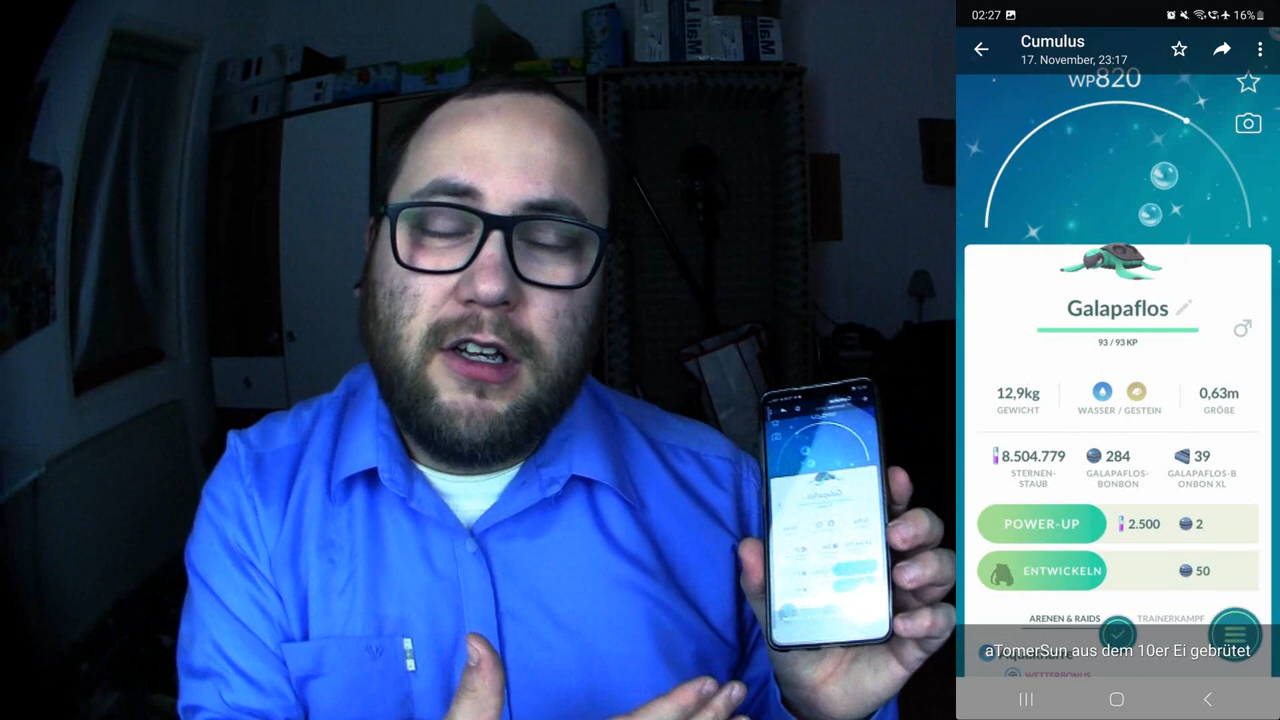 02:27
16%
Cumulus
17. November, 23:17
WP820
Galapaflos
93 / 93 KP
12,9kg
GEWICHT
WASSER / GESTEIN
0,63m
GRÖßE
8.504.779
STERNEN-
STAUB
284
GALAPAFLOS-
BONBON
39
GALAPAFLOS-B
ONBON XL
POWER-UP
2.500
2
ENTWICKELN
50
ARENEN & RAIDS
TRAINERKAMPF
aTomerSun aus dem 10er Ei gebrütet
WETTERBONUS